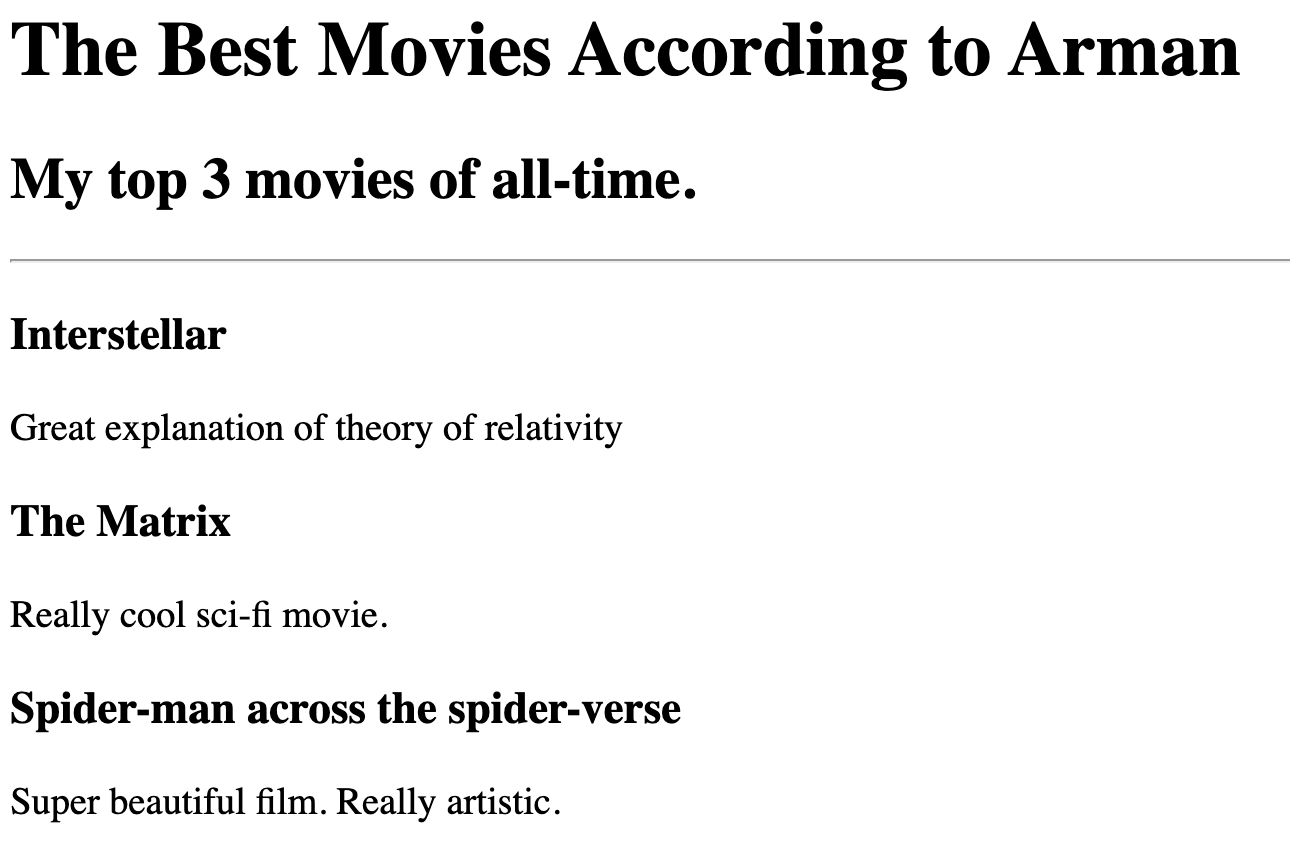 The Best Movies According to Arman
My top 3 movies of all-time.
Interstellar
Great explanation of theory of relativity
The Matrix
Really cool sci-fi movie.
Spider-man across the spider-verse
Super beautiful film. Really artistic.